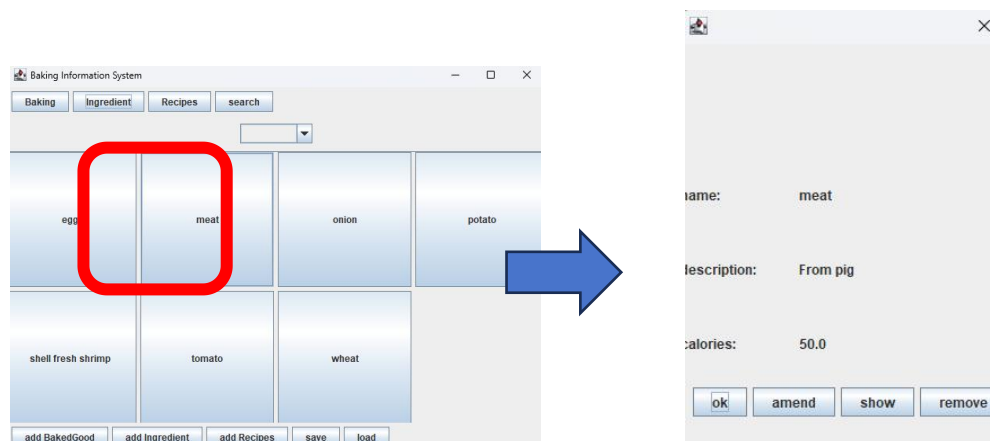 Baking Information System
Baking Ingredient Recipes search
egg meat onion potato
shell fresh shrimp tomato wheat
add BakedGood add Ingredient add Recipes save load
name: meat
description: From pig
calories: 50.0
ok amend show remove